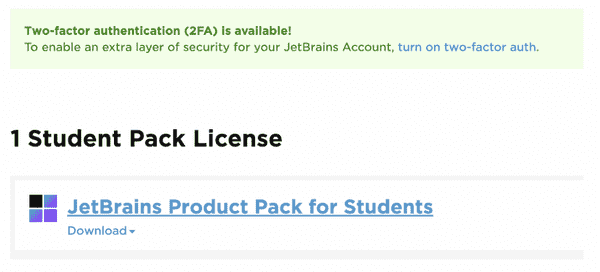 Two-factor authentication (2FA) is available!
To enable an extra layer of security for your JetBrains Account, turn on two-factor auth.
1 Student Pack License
JetBrains Product Pack for Students
Download